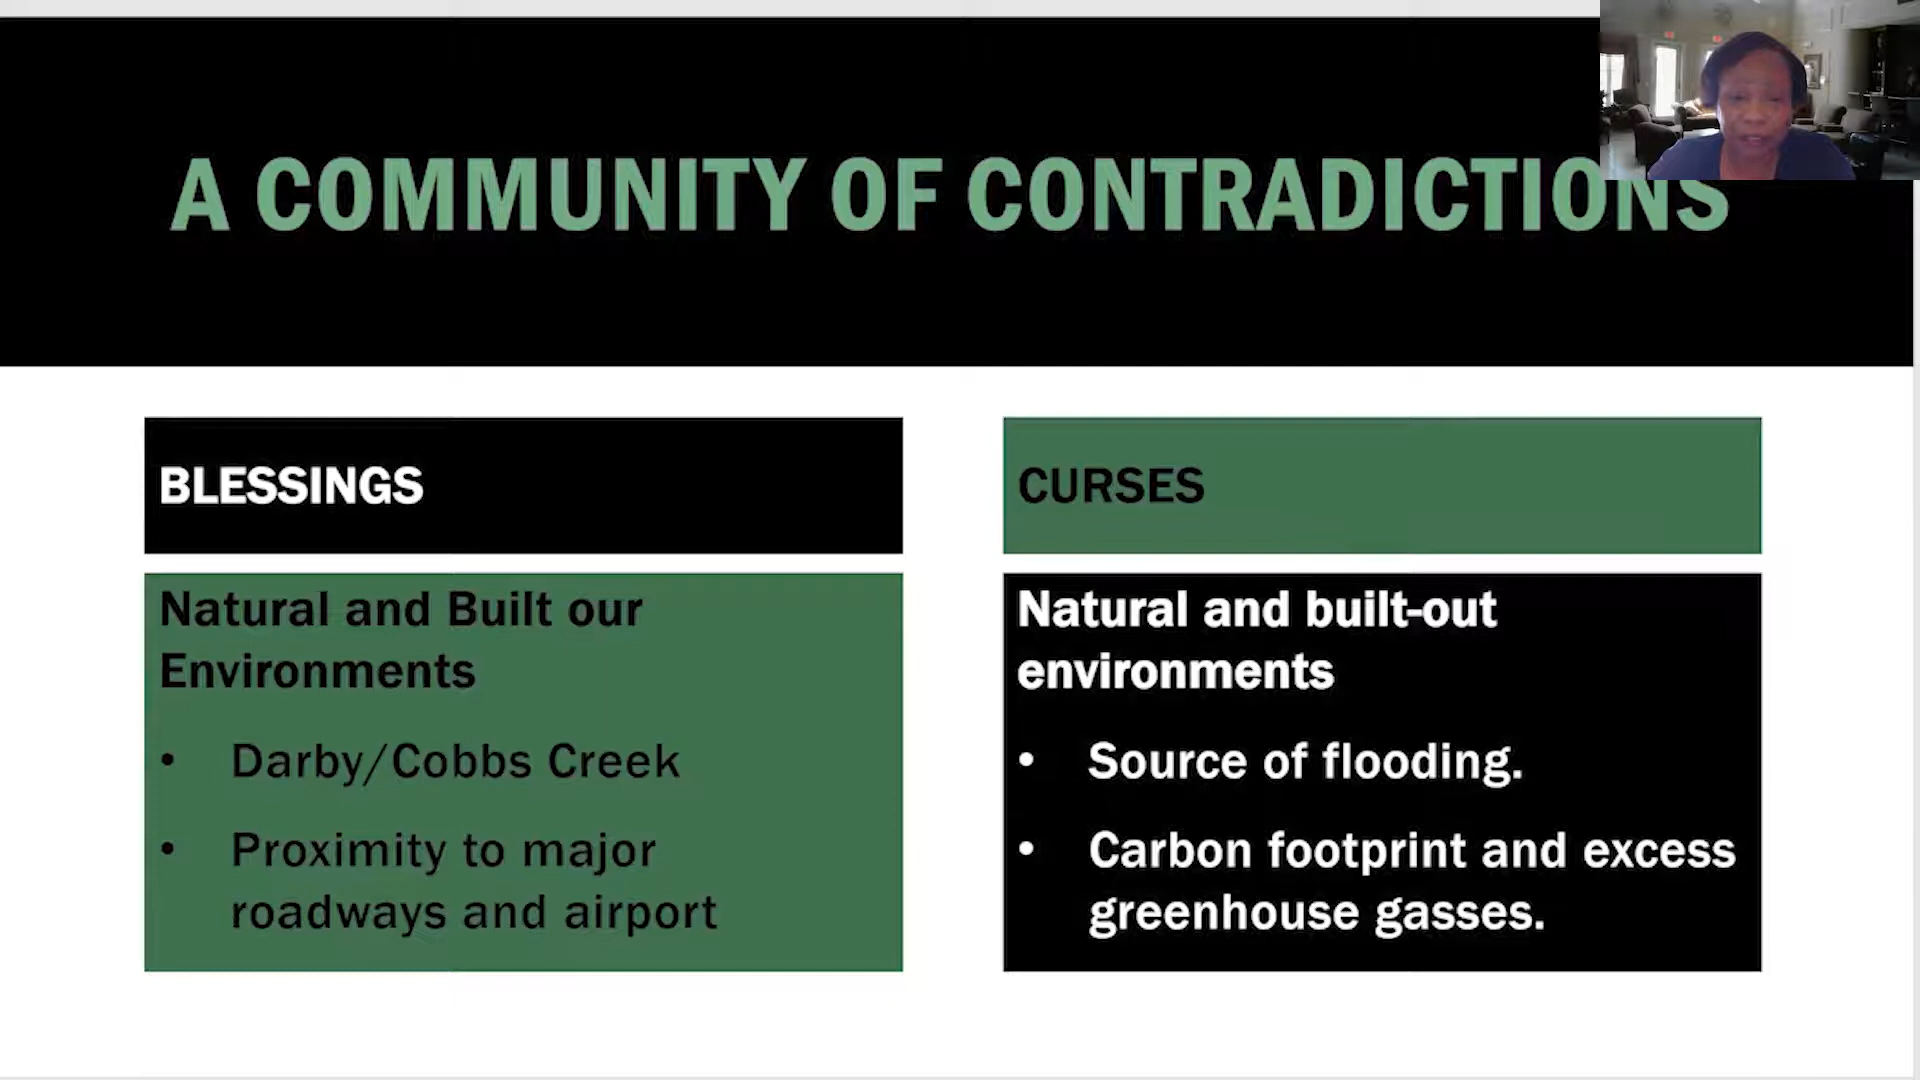 A COMMUNITY OF CONTRADICTIONS
BLESSINGS
Natural and Built our
Environments
• Darby/Cobbs Creek
• Proximity to major
roadways and airport
CURSES
Natural and built-out
environments
• Source of flooding.
• Carbon footprint and excess
greenhouse gasses.